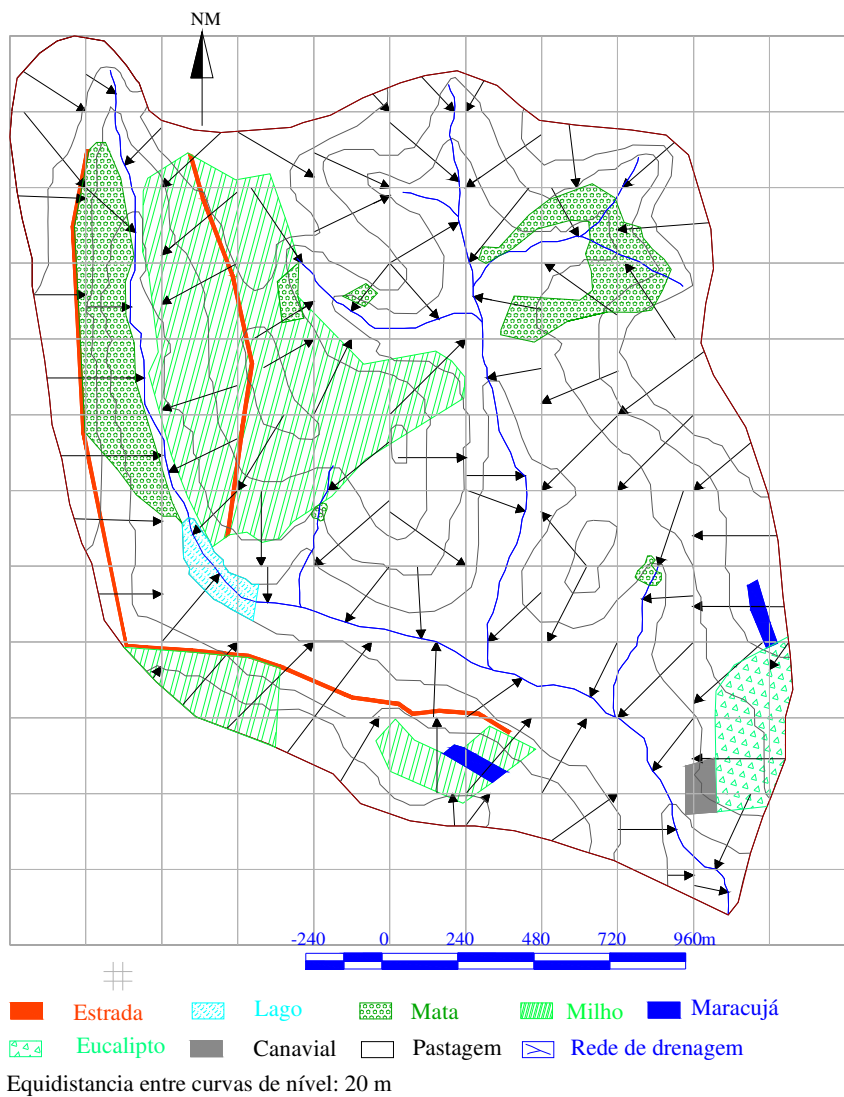 NM
-240 0 240 480 720 960m
Estrada Lago Mata Milho Maracujá
Eucalipto Canavial Pastagem Rede de drenagem
Equidistancia entre curvas de nível: 20 m